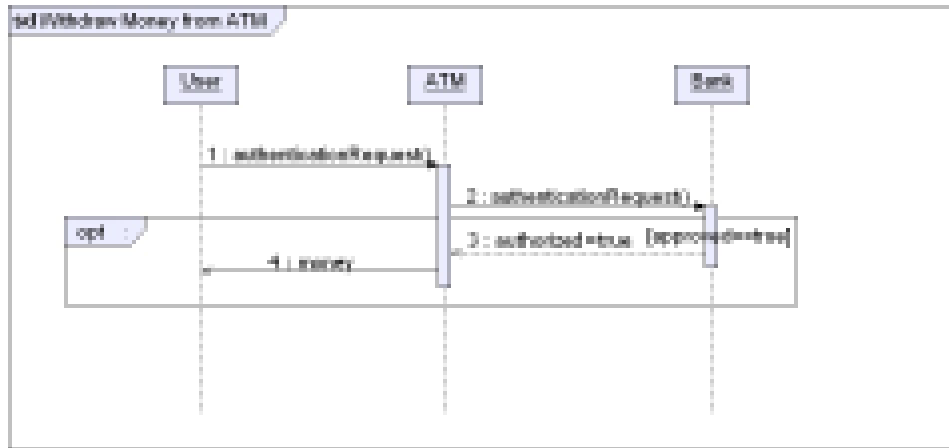 sd Withdraw Money from ATM
User
ATM
Bank
1 : authenticationRequest()
2 : authenticationRequest()
opt :
3 : authorized=true [approved==true]
4 : money